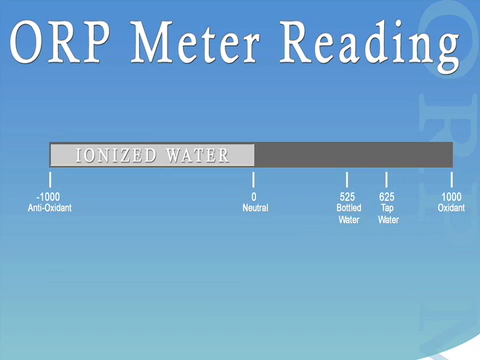 ORP Meter Reading
IONIZED WATER
-1000 0 525 625 1000
Anti-Oxidant Neutral Bottled Tap Oxidant
Water Water